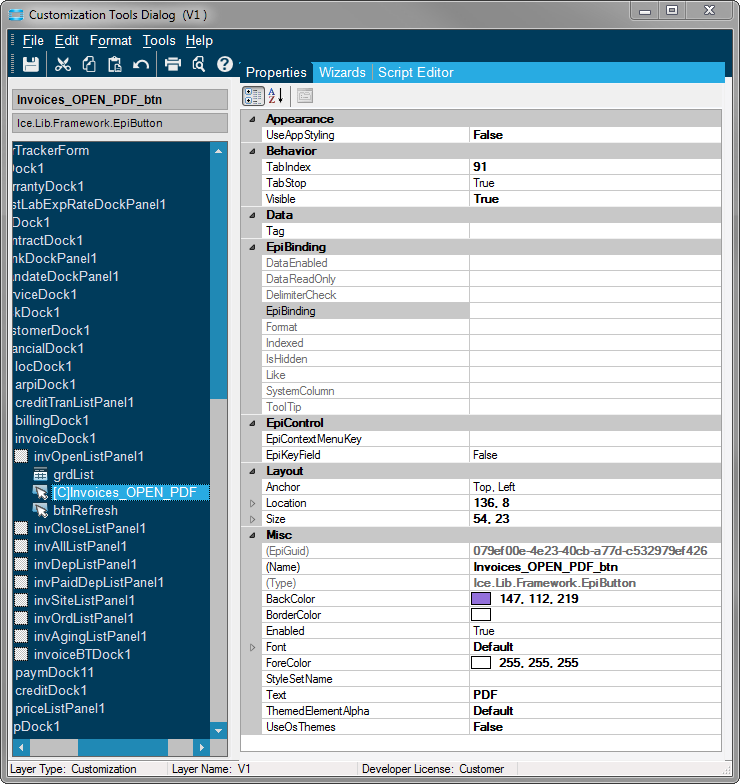 Customization Tools Dialog (V1 )
File Edit Format Tools Help
Properties Wizards Script Editor
Invoices_OPEN_PDF_btn
Ice.Lib.Framework.EpiButton
rTrackerForm
Dock1
rrantyDock1
stLabExpRateDockPanel1
Dock1
ntractDock1
nkDockPanel1
andateDockPanel1
rviceDock1
kDock1
stomerDock1
ancialDock1
locDock1
arpiDock1
creditTranListPanel1
billingDock1
invoiceDock1
invOpenListPanel1
grdList
[C]Invoices_OPEN_PDF
btnRefresh
invCloseListPanel1
invAllListPanel1
invDepListPanel1
invPaidDepListPanel1
invSiteListPanel1
invOrdListPanel1
invAgingListPanel1
invoiceBTDock1
paymDock11
creditDock1
priceListPanel1
pDock1
A Z
Appearance
UseAppStyling False
Behavior
TabIndex 91
TabStop True
Visible True
Data
Tag
EpiBinding
DataEnabled
DataReadOnly
DelimiterCheck
EpiBinding
Format
Indexed
IsHidden
Like
SystemColumn
ToolTip
EpiControl
EpiContextMenuKey
EpiKeyField False
Layout
Anchor Top, Left
Location 136, 8
Size 54, 23
Misc
(EpiGuid) 079ef00e-4e23-40cb-a77d-c532979ef426
(Name) Invoices_OPEN_PDF_btn
(Type) Ice.Lib.Framework.EpiButton
BackColor 147, 112, 219
BorderColor
Enabled True
Font Default
ForeColor 255, 255, 255
StyleSetName
Text PDF
ThemedElementAlpha Default
UseOsThemes False
Layer Type: Customization Layer Name: V1 Developer License: Customer